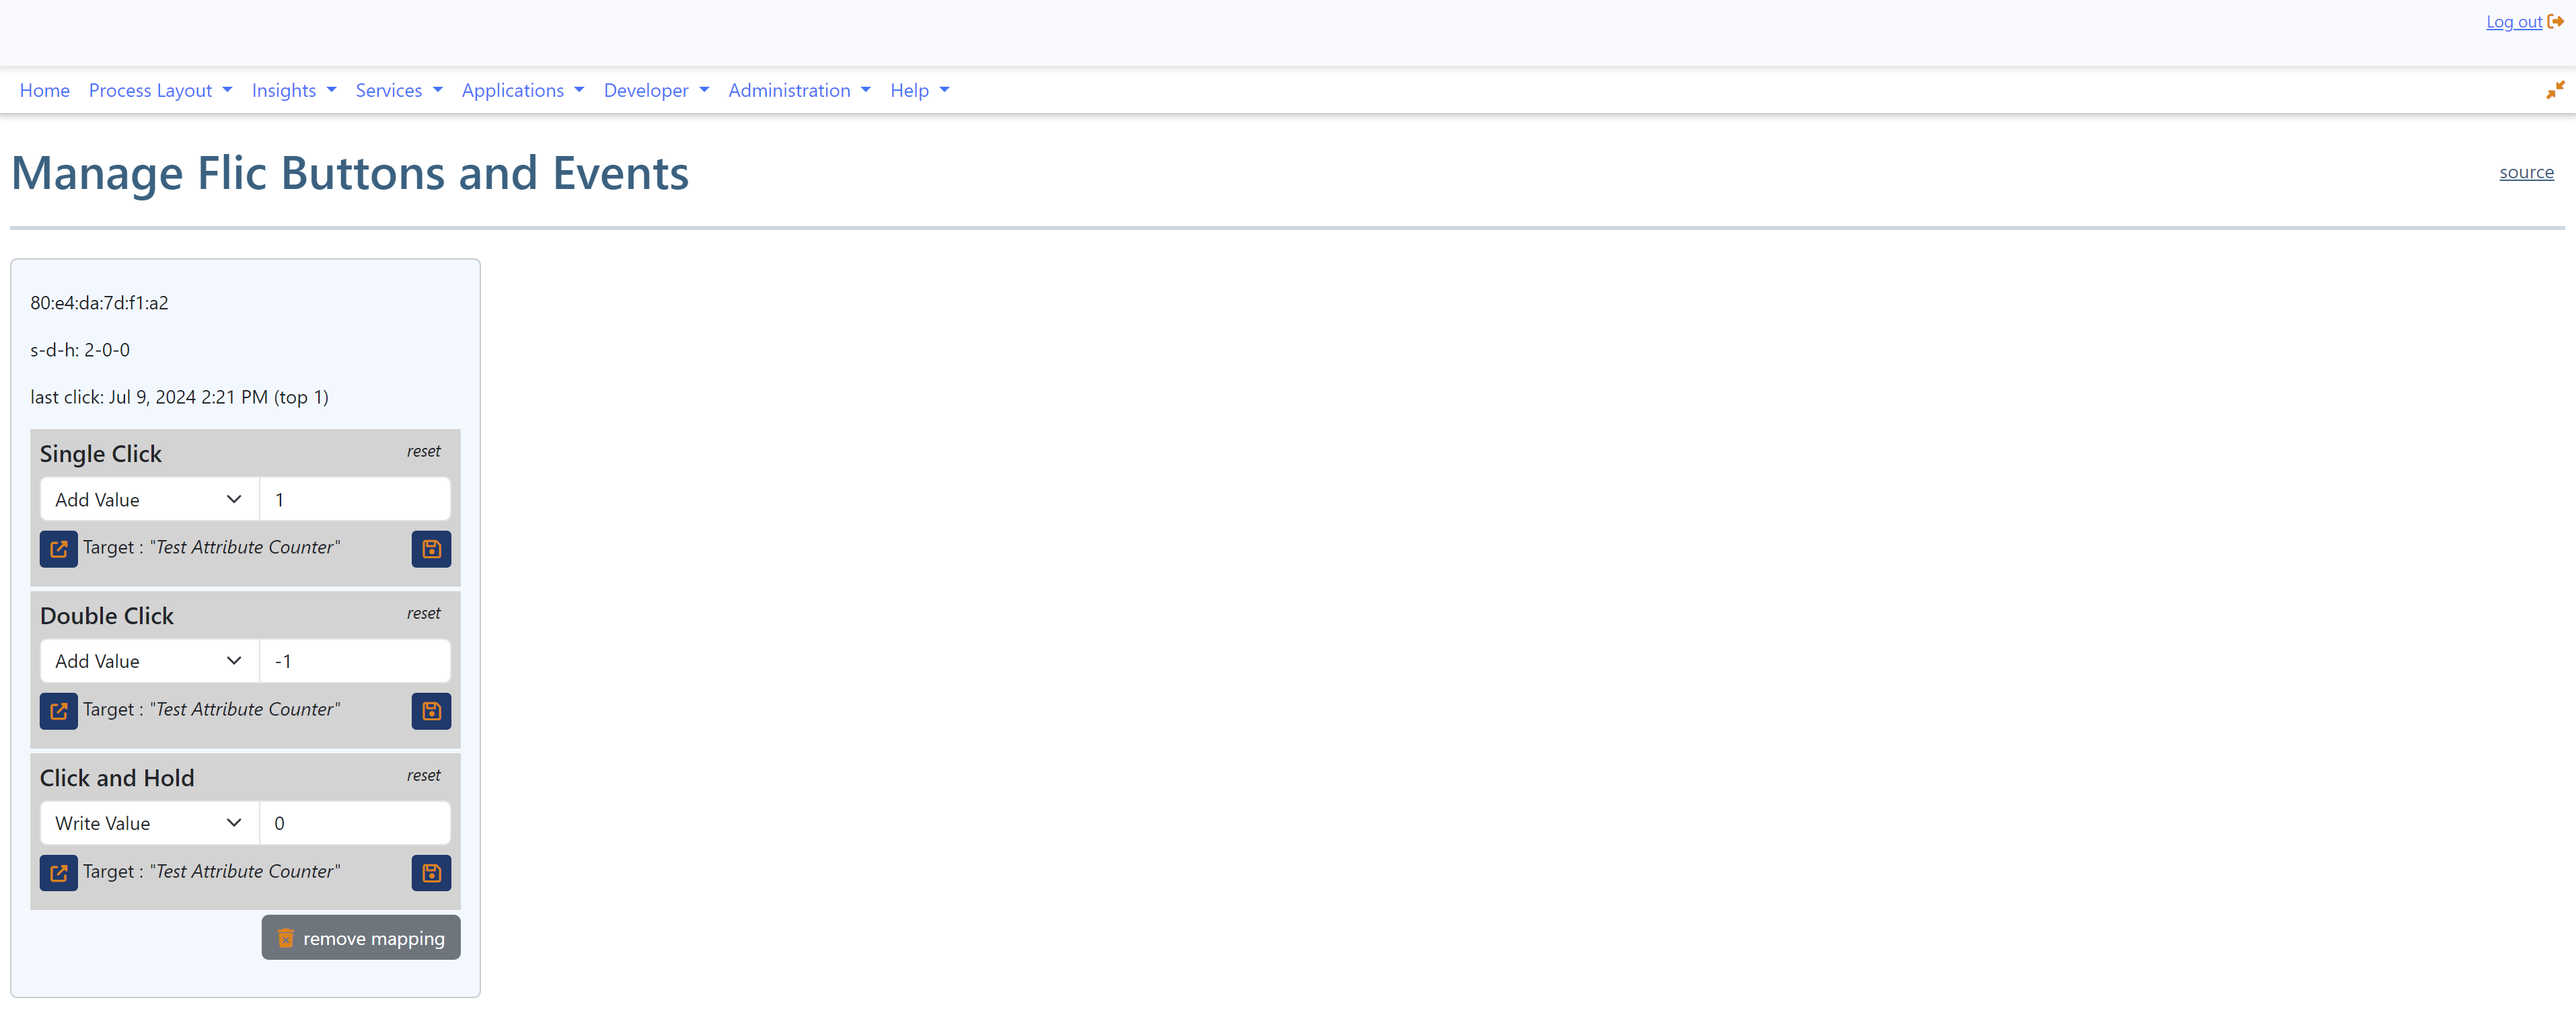 Log out
Home Process Layout Insights Services Applications Developer Administration Help
Manage Flic Buttons and Events
source
80:e4:da:7d:f1:a2
s-d-h: 2-0-0
last click: Jul 9, 2024 2:21 PM (top 1)
Single Click reset
Add Value 1
Target : "Test Attribute Counter"
Double Click reset
Add Value -1
Target : "Test Attribute Counter"
Click and Hold reset
Write Value 0
Target : "Test Attribute Counter"
remove mapping